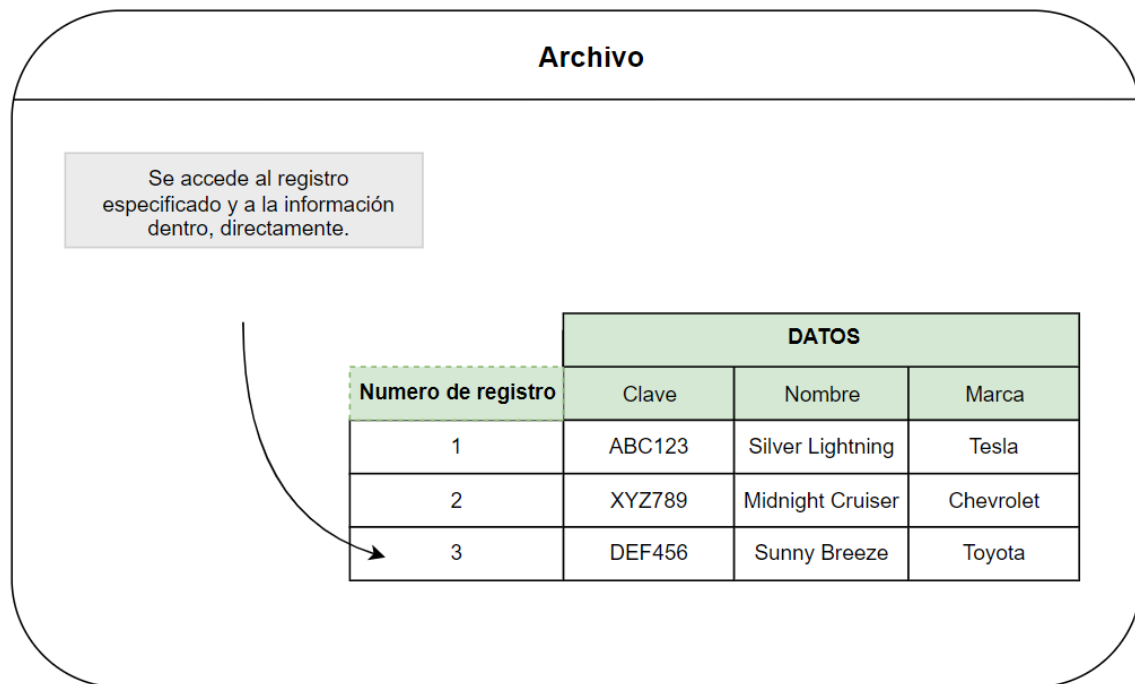 Archivo
Se accede al registro
especificado y a la información
dentro, directamente.
DATOS
Numero de registro Clave Nombre Marca
1 ABC123 Silver Lightning Tesla
2 XYZ789 Midnight Cruiser Chevrolet
3 DEF456 Sunny Breeze Toyota